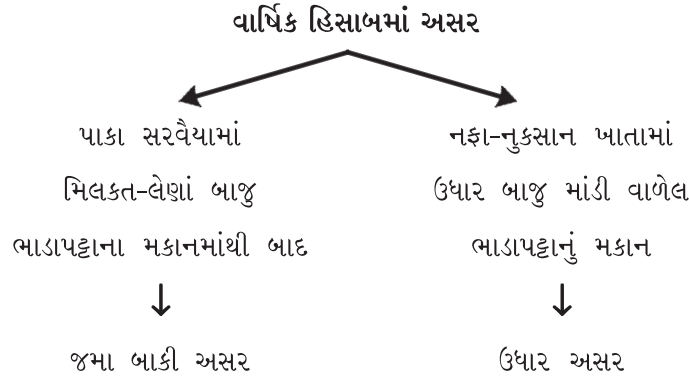 વાર્ષિક હિસાબમાં અસર
પાકા સરવૈયામાં
મિલકત-લેણાં બાજુ
ભાડાપટ્ટાના મકાનમાંથી બાદ
જમા બાકી અસર
નફા-નુકસાન ખાતામાં
ઉધાર બાજુ માંડી વાળેલ
ભાડાપટ્ટાનું મકાન
ઉધાર અસર